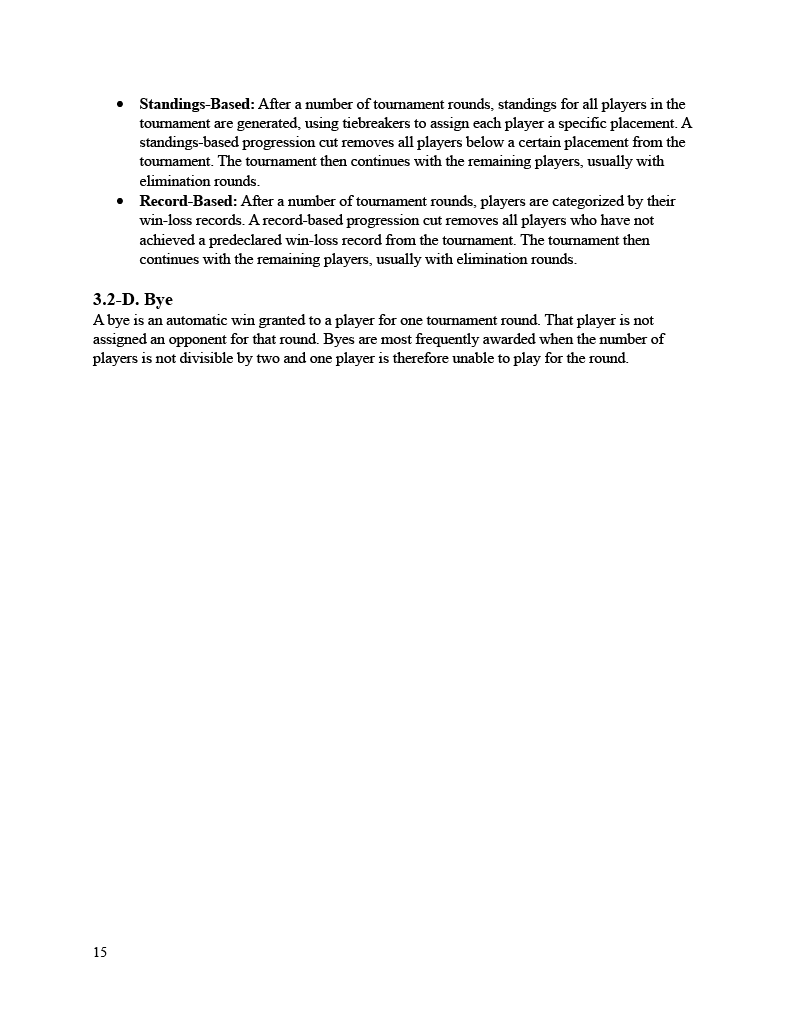 • Standings-Based: After a number of tournament rounds, standings for all players in the
tournament are generated, using tiebreakers to assign each player a specific placement. A
standings-based progression cut removes all players below a certain placement from the
tournament. The tournament then continues with the remaining players, usually with
elimination rounds.
• Record-Based: After a number of tournament rounds, players are categorized by their
win-loss records. A record-based progression cut removes all players who have not
achieved a predeclared win-loss record from the tournament. The tournament then
continues with the remaining players, usually with elimination rounds.
3.2-D. Bye
A bye is an automatic win granted to a player for one tournament round. That player is not
assigned an opponent for that round. Byes are most frequently awarded when the number of
players is not divisible by two and one player is therefore unable to play for the round.
15